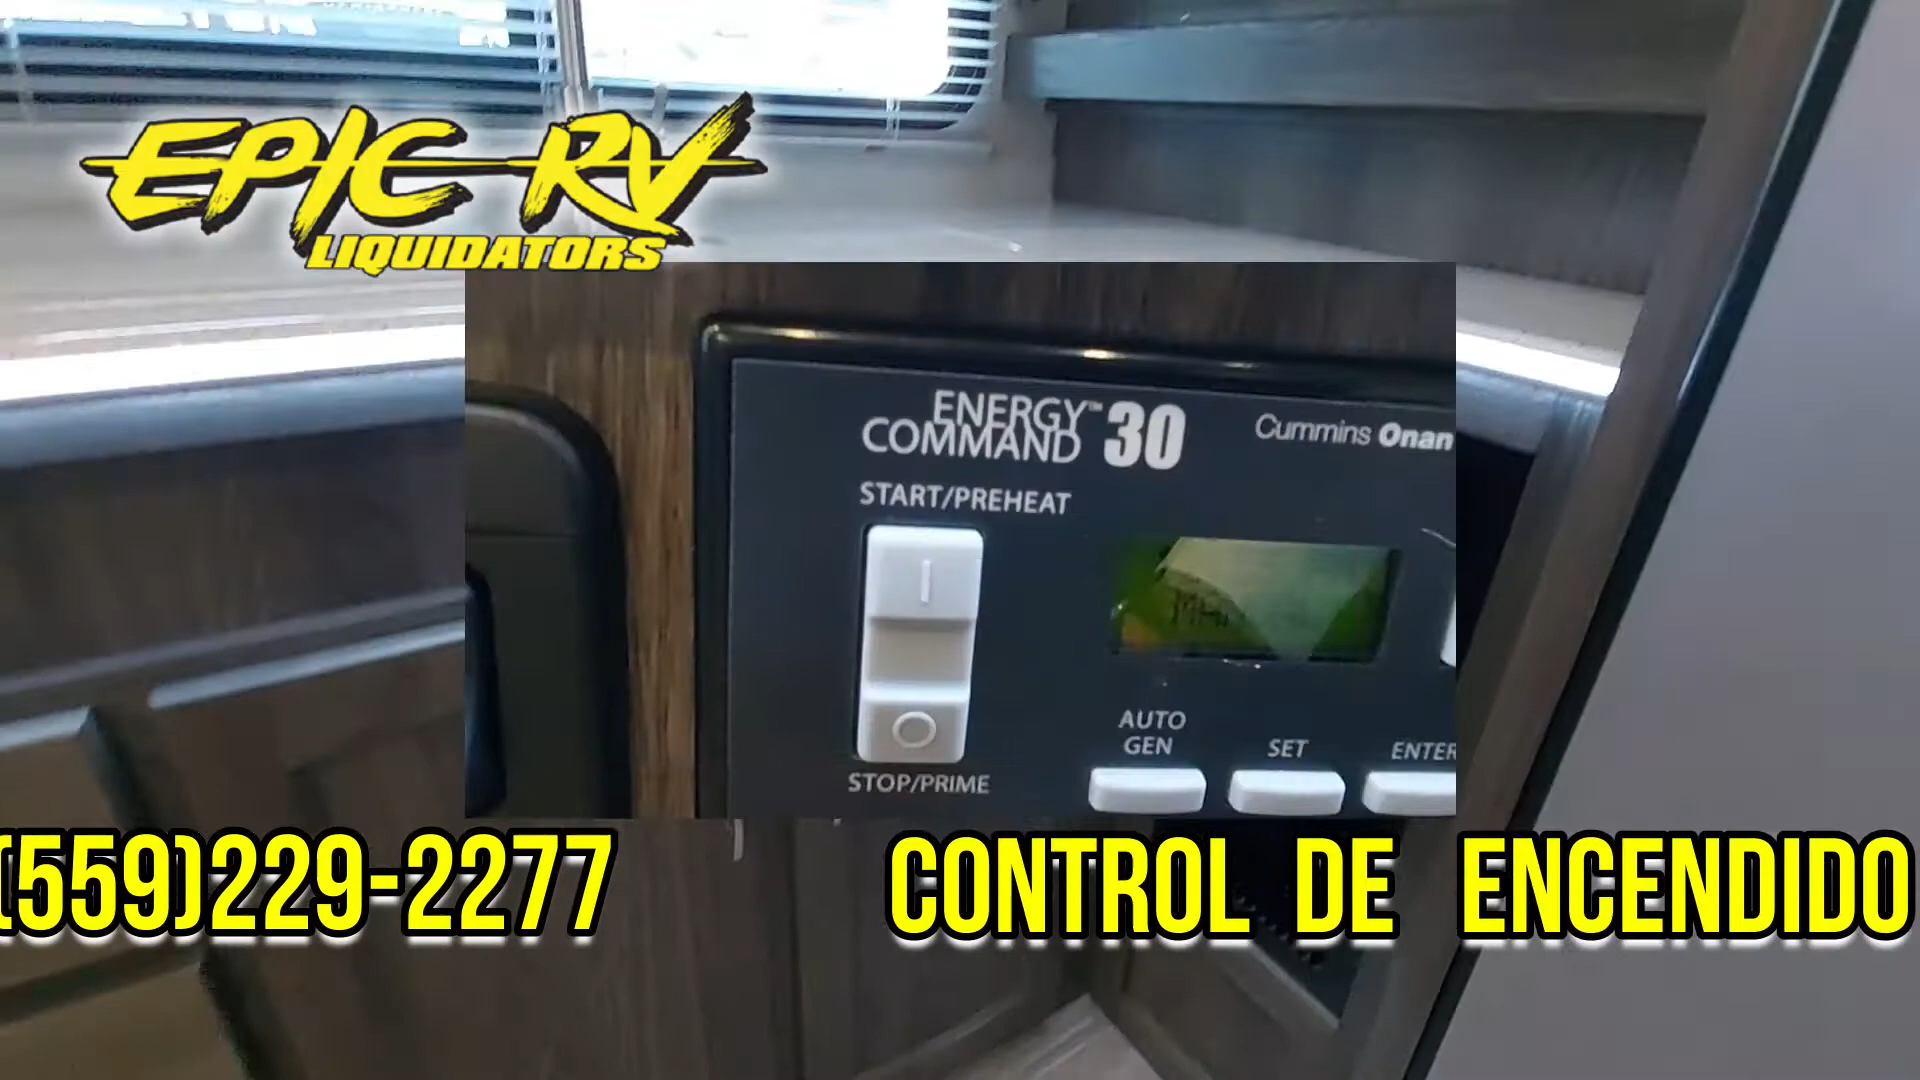 EPIC RV
LIQUIDATORS
ENERGY™
COMMAND 30
Cummins Onan
START/PREHEAT
AUTO
GEN
SET
ENTER
STOP/PRIME
(559)229-2277
CONTROL DE ENCENDIDO